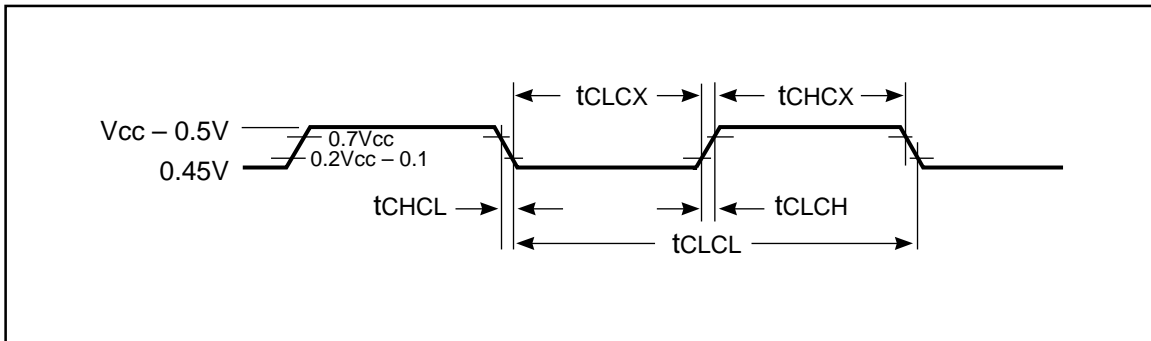 tCLCX
tCHCX
Vcc – 0.5V
0.7Vcc
0.2Vcc – 0.1
0.45V
tCHCL
tCLCH
tCLCL